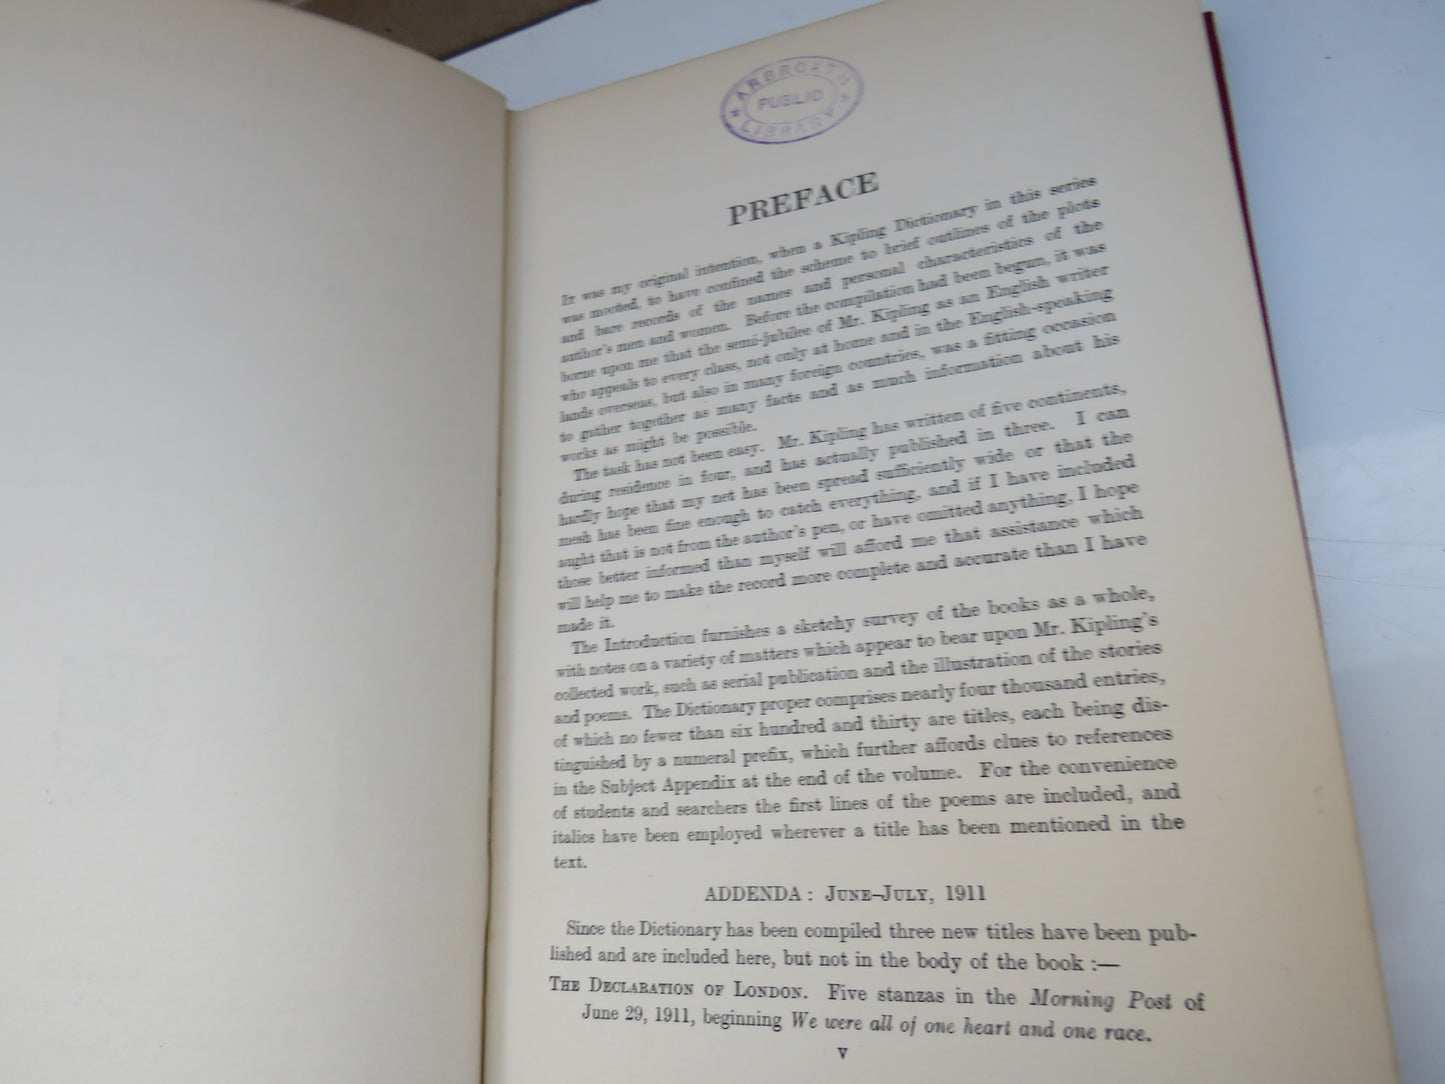 ARBROATH
PUBLIC
LIBRARY
PREFACE
It was my original intention, when a Kipling Dictionary in this series
was mooted, to have confined the scheme to brief outlines of the plots
and bare records of the names and personal characteristics of the
author's men and women. Before the compilation had been begun, it was
borne upon me that the semi-jubilee of Mr. Kipling as an English writer
who appeals to every class, not only at home and in the English-speaking
lands overseas, but also in many foreign countries, was a fitting occasion
to gather together as many facts and as much information about his
works as might be possible.
The task has not been easy. Mr. Kipling has written of five continents,
during residence in four, and has actually published in three. I can
hardly hope that my net has been spread sufficiently wide or that the
mesh has been fine enough to catch everything, and if I have included
aught that is not from the author's pen, or have omitted anything, I hope
those better informed than myself will afford me that assistance which
will help me to make the record more complete and accurate than I have
made it.
The Introduction furnishes a sketchy survey of the books as a whole,
with notes on a variety of matters which appear to bear upon Mr. Kipling's
collected work, such as serial publication and the illustration of the stories
and poems. The Dictionary proper comprises nearly four thousand entries,
of which no fewer than six hundred and thirty are titles, each being dis-
tinguished by a numeral prefix, which further affords clues to references
in the Subject Appendix at the end of the volume. For the convenience
of students and searchers the first lines of the poems are included, and
italics have been employed wherever a title has been mentioned in the
text.
ADDENDA: JUNE–JULY, 1911
Since the Dictionary has been compiled three new titles have been pub-
lished and are included here, but not in the body of the book:—
THE DECLARATION OF LONDON. Five stanzas in the Morning Post of
June 29, 1911, beginning We were all of one heart and one race.
v